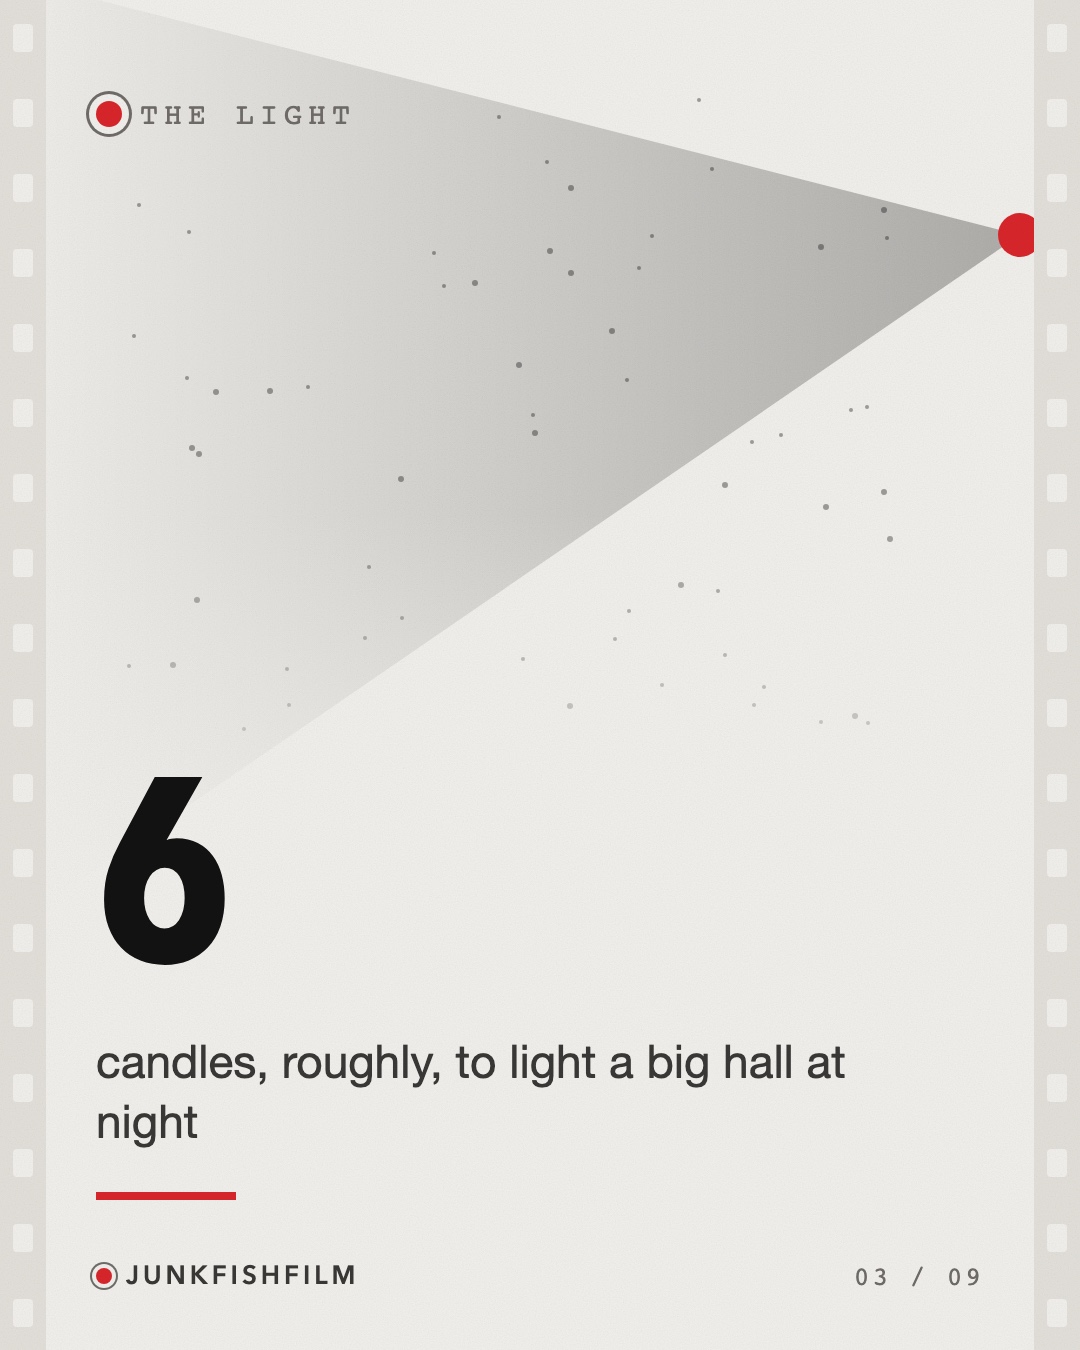 THE LIGHT
6
candles, roughly, to light a big hall at
night
JUNKFISHFILM
03 / 09